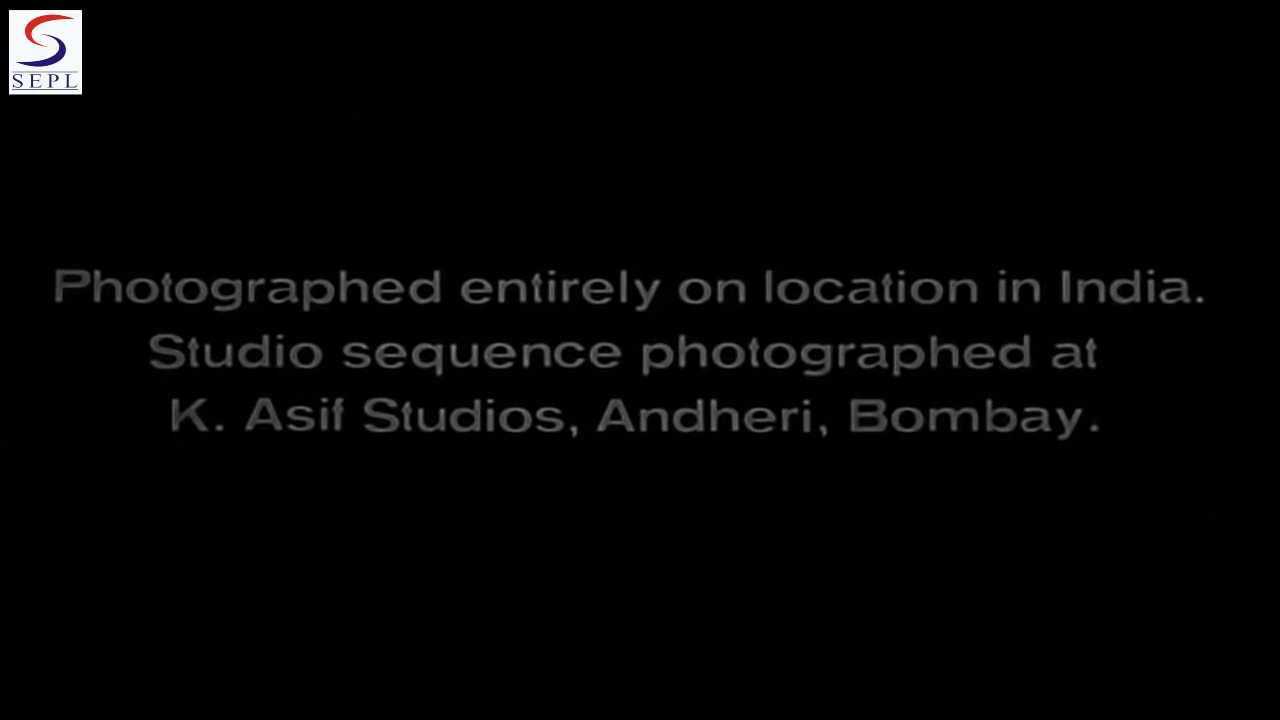 SEPL
Photographed entirely on location in India.
Studio sequence photographed at
K. Asif Studios, Andheri, Bombay.